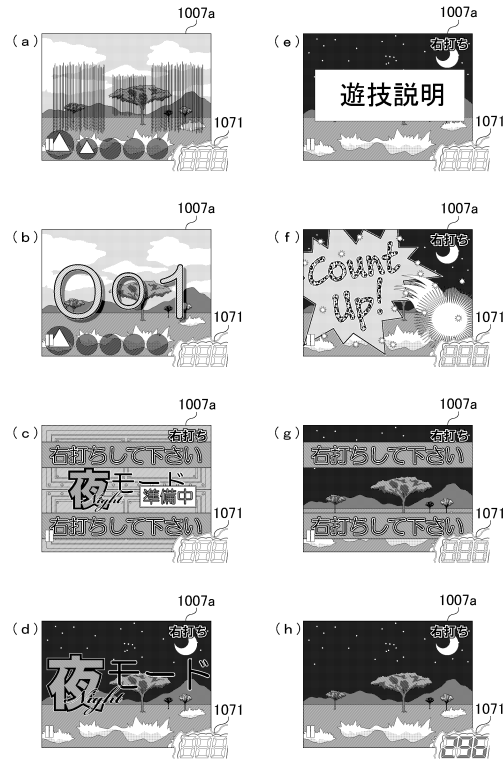 (a)
1007a
1071
(b)
001
1007a
1071
(c)
1007a
右打ち
右打ちして下さい
夜モード
Night
準備中
右打ちして下さい
1071
(d)
1007a
右打ち
夜モード
Night
1071
(e)
1007a
右打ち
遊技説明
1071
(f)
1007a
右打ち
Count
Up!
1071
(g)
1007a
右打ち
右打ちして下さい
右打ちして下さい
1071
(h)
1007a
右打ち
1071
296